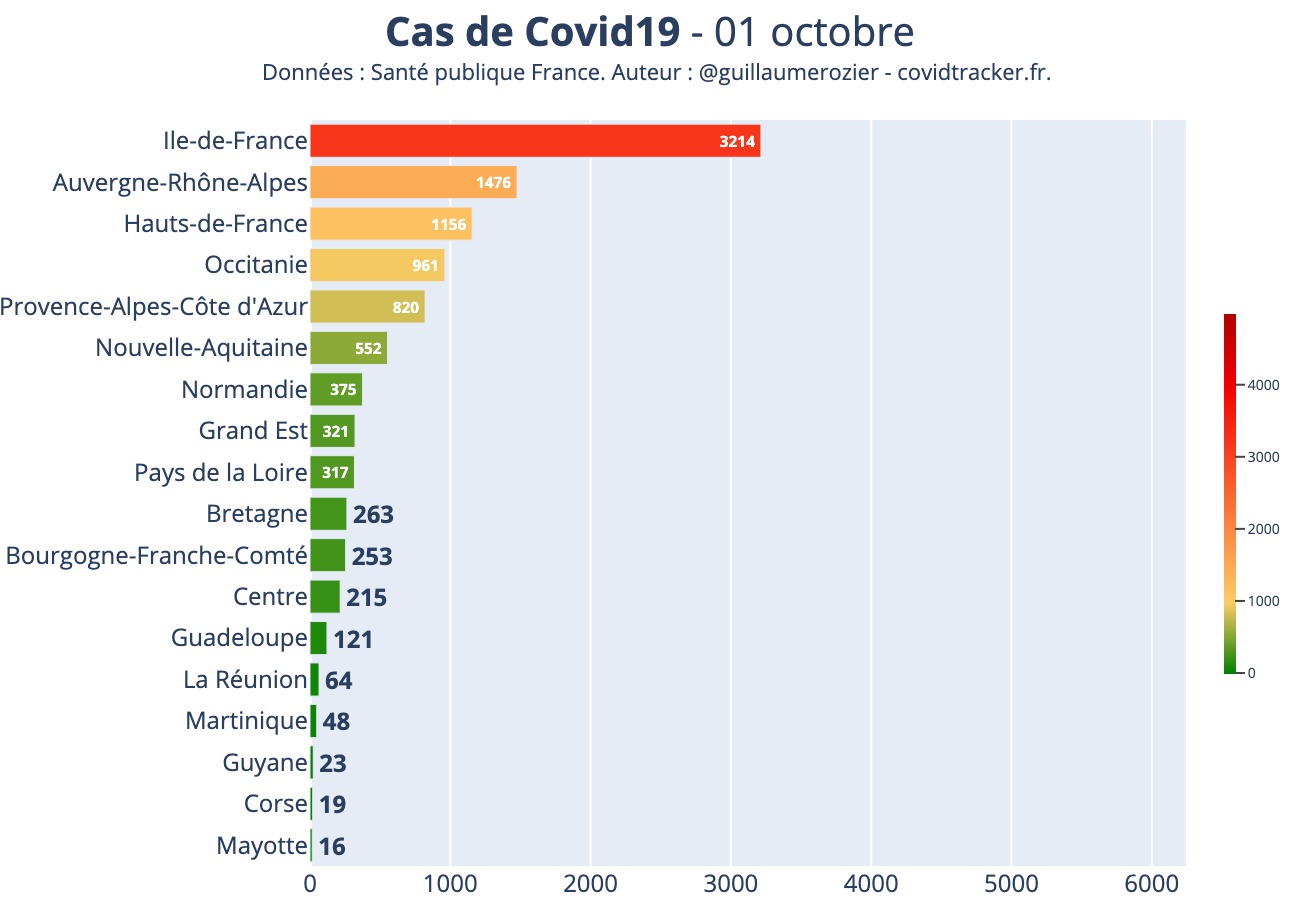 Cas de Covid19 - 01 octobre
Données : Santé publique France. Auteur : @guillaumerozier - covidtracker.fr.
Ile-de-France 3214
Auvergne-Rhône-Alpes 1476
Hauts-de-France 1156
Occitanie 961
Provence-Alpes-Côte d'Azur 820
Nouvelle-Aquitaine 552
Normandie 375
Grand Est 321
Pays de la Loire 317
Bretagne 263
Bourgogne-Franche-Comté 253
Centre 215
Guadeloupe 121
La Réunion 64
Martinique 48
Guyane 23
Corse 19
Mayotte 16
0 1000 2000 3000 4000 5000 6000
4000
3000
2000
1000
0